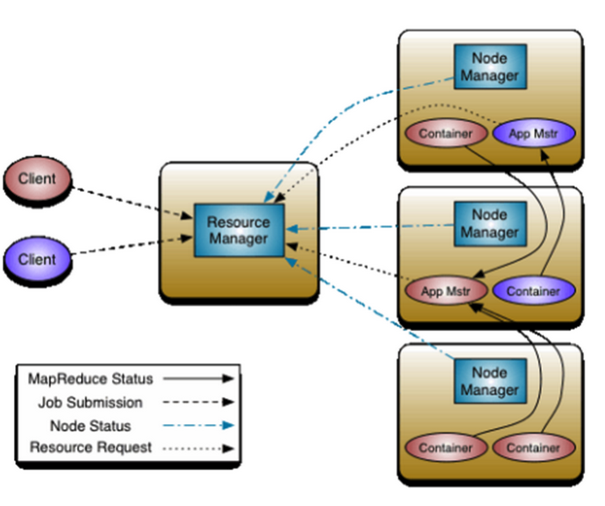 Node
Manager
Container
App Mstr
Client
Resource
Manager
Node
Manager
Client
App Mstr
Container
Node
Manager
MapReduce Status
Job Submission
Node Status
Resource Request
Container
Container